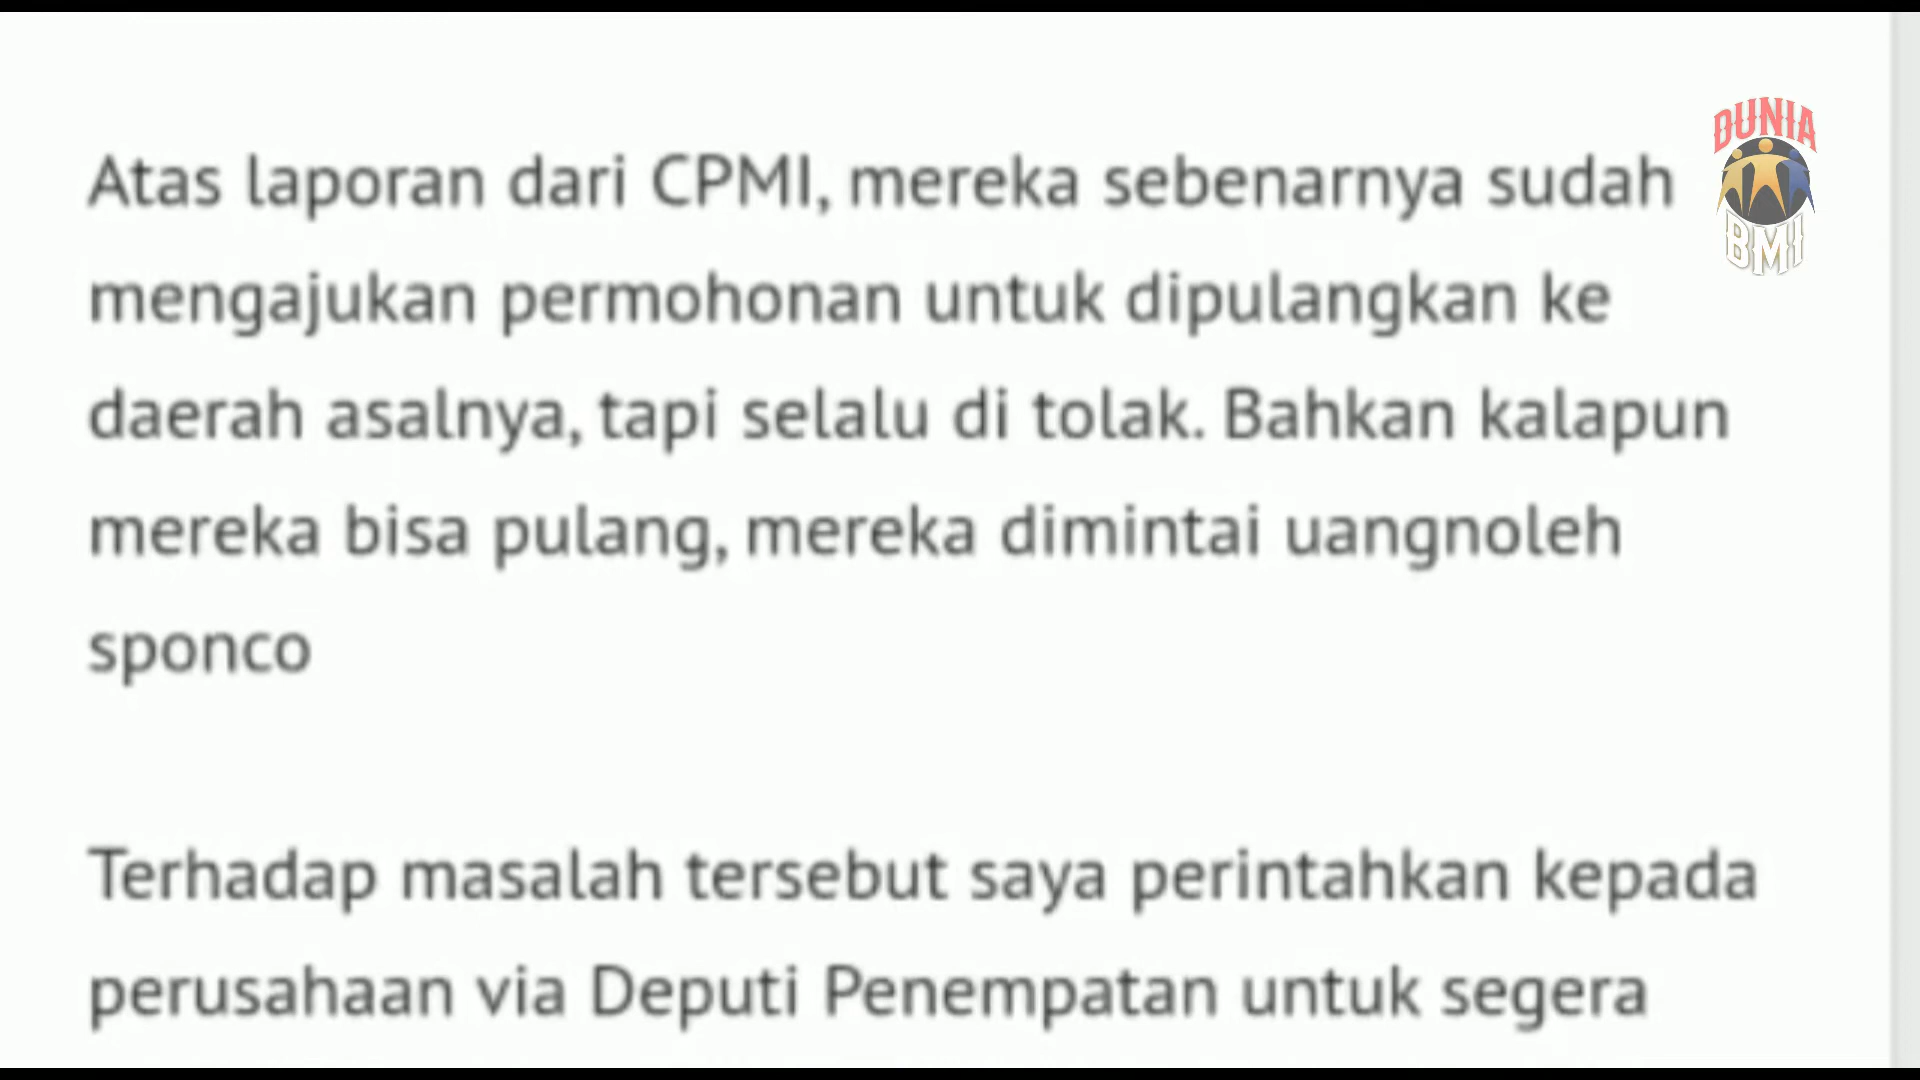 Atas laporan dari CPMI, mereka sebenarnya sudah
mengajukan permohonan untuk dipulangkan ke
daerah asalnya, tapi selalu di tolak. Bahkan kalapun
mereka bisa pulang, mereka dimintai uangnoleh
sponco
Terhadap masalah tersebut saya perintahkan kepada
perusahaan via Deputi Penempatan untuk segera
DUNIA
BMI